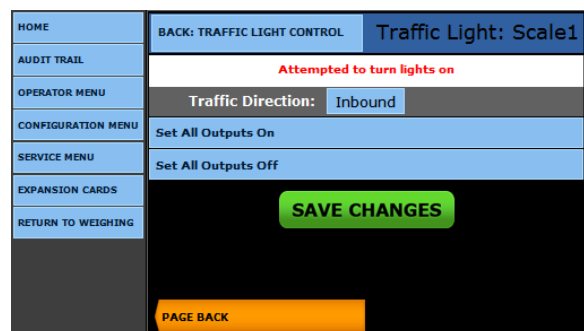 HOME
AUDIT TRAIL
OPERATOR MENU
CONFIGURATION MENU
SERVICE MENU
EXPANSION CARDS
RETURN TO WEIGHING
BACK: TRAFFIC LIGHT CONTROL
Traffic Light: Scale1
Attempted to turn lights on
Traffic Direction: Inbound
Set All Outputs On
Set All Outputs Off
SAVE CHANGES
PAGE BACK